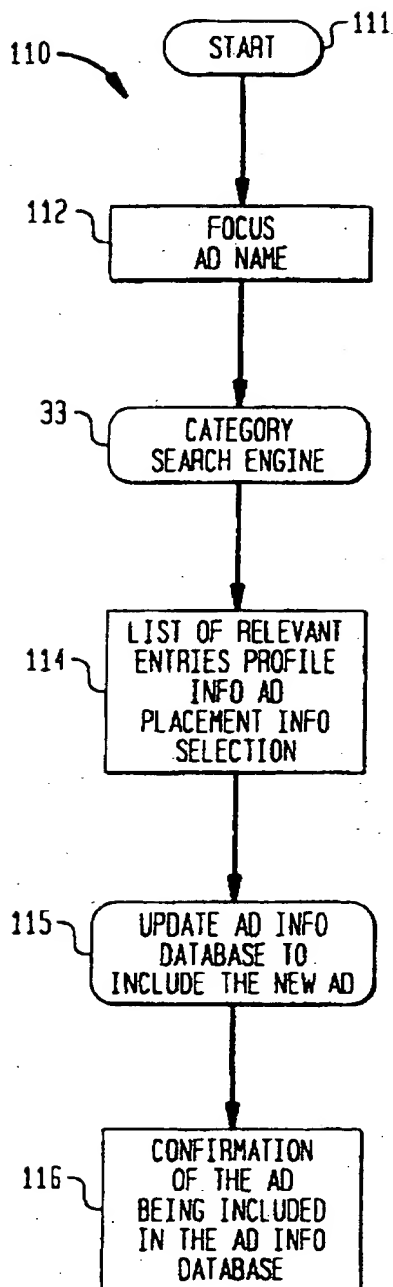 START
111
110
112
FOCUS
AD NAME
33
CATEGORY
SEARCH ENGINE
114
LIST OF RELEVANT
ENTRIES PROFILE
INFO AD
PLACEMENT INFO
SELECTION
115
UPDATE AD INFO
DATABASE TO
INCLUDE THE NEW AD
116
CONFIRMATION
OF THE AD
BEING INCLUDED
IN THE AD INFO
DATABASE